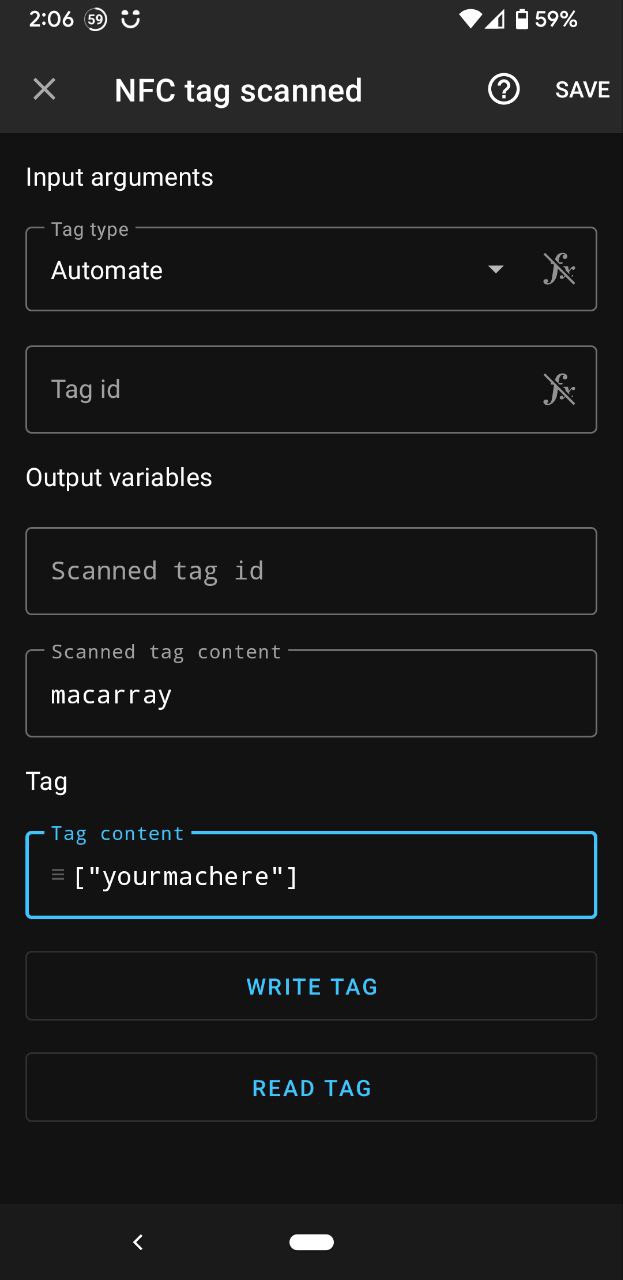 2:06 59 59%
NFC tag scanned SAVE
Input arguments
Tag type
Automate
Tag id
Output variables
Scanned tag id
Scanned tag content
macarray
Tag
Tag content
["yourmachere"]
WRITE TAG
READ TAG